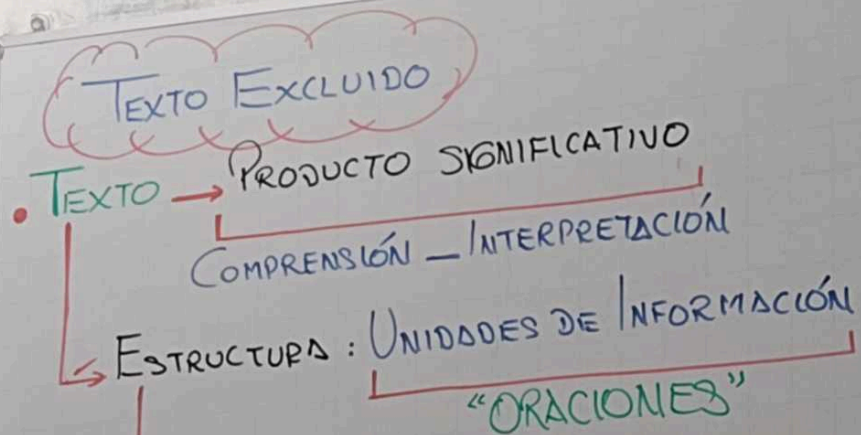 TEXTO EXCLUIDO
• TEXTO → PRODUCTO SIGNIFICATIVO
COMPRENSIÓN – INTERPRETACIÓN
ESTRUCTURA : UNIDADES DE INFORMACIÓN
"ORACIONES"